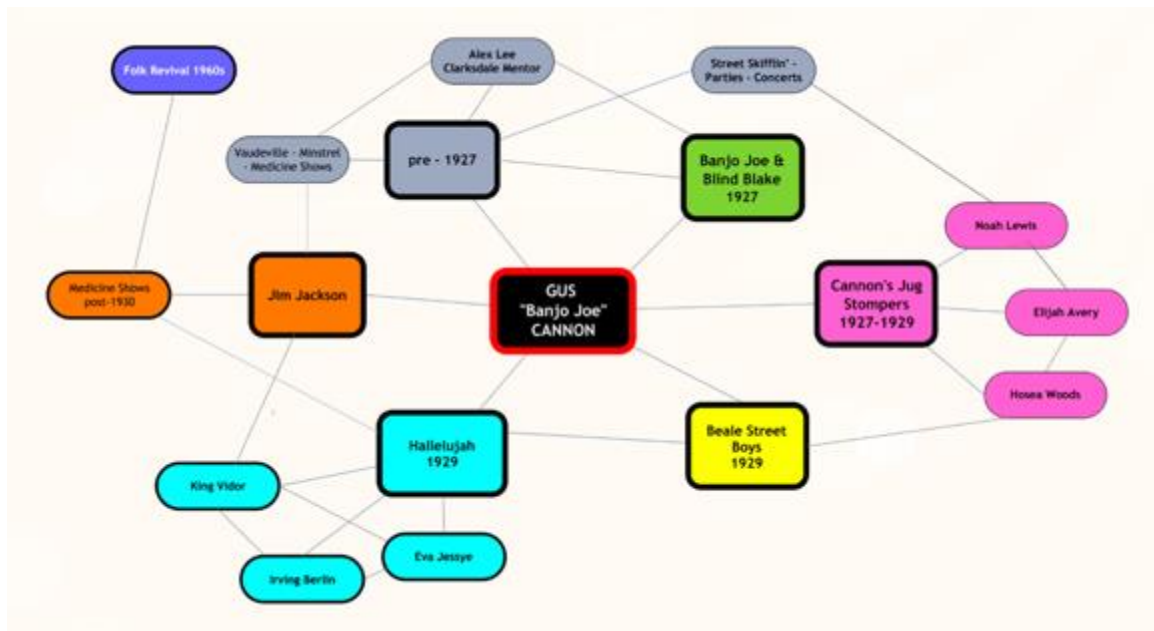 Alex Lee
Clarksdale Mentor
Folk Revival 1960s
Street Skifflin' -
Parties - Concerts
Vaudeville - Minstrel
- Medicine Shows
pre - 1927
Banjo Joe &
Blind Blake
1927
Noah Lewis
Medicine Shows
post-1930
Jim Jackson
GUS
"Banjo Joe"
CANNON
Cannon's Jug
Stompers
1927-1929
Elijah Avery
Hosea Woods
Hallelujah
1929
Beale Street
Boys
1929
King Vidor
Eva Jessye
Irving Berlin